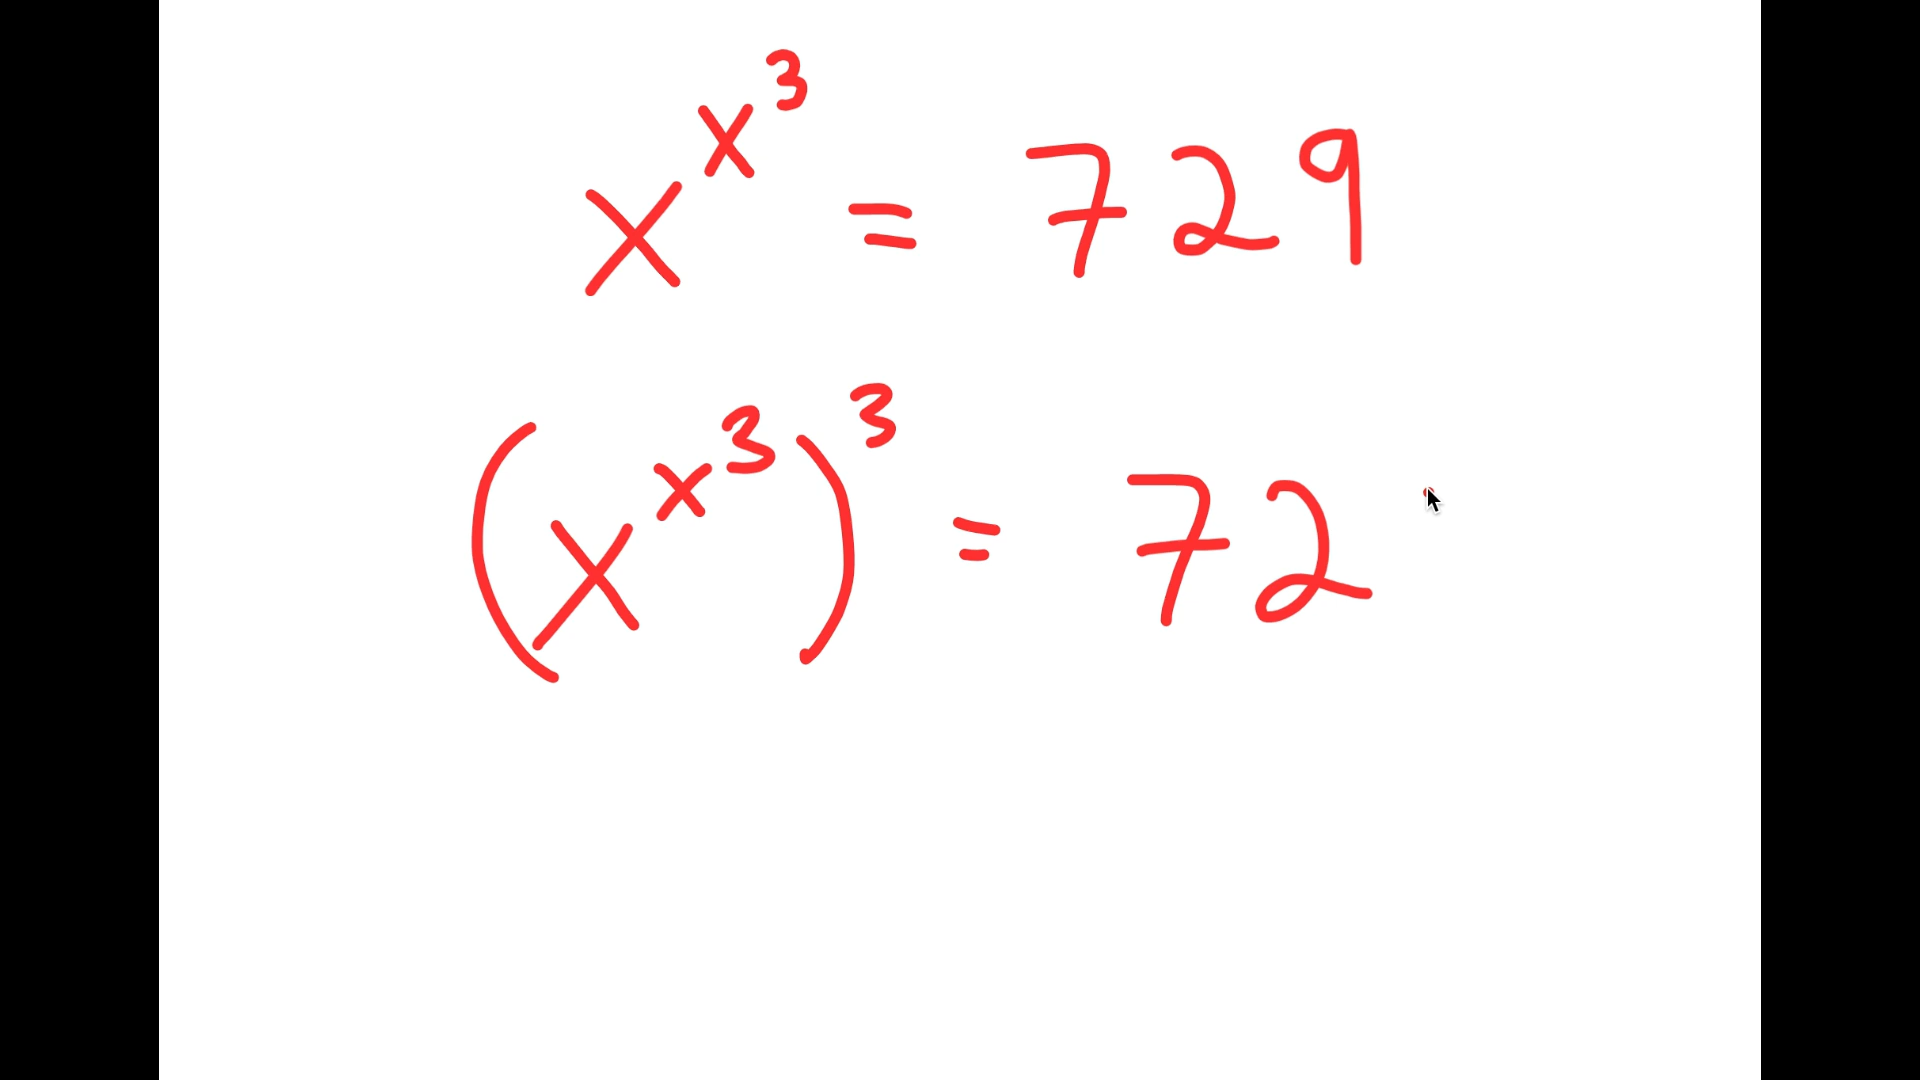 x^x^3 = 729
(x^x^3)^3 = 72